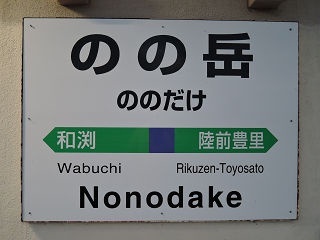 のの岳
ののだけ
和渕 陸前豊里
Wabuchi Rikuzen-Toyosato
Nonodake